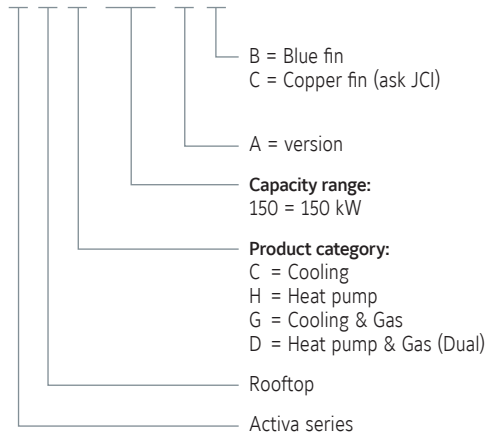 B = Blue fin
C = Copper fin (ask JCI)
A = version
Capacity range:
150 = 150 kW
Product category:
C = Cooling
H = Heat pump
G = Cooling & Gas
D = Heat pump & Gas (Dual)
Rooftop
Activa series